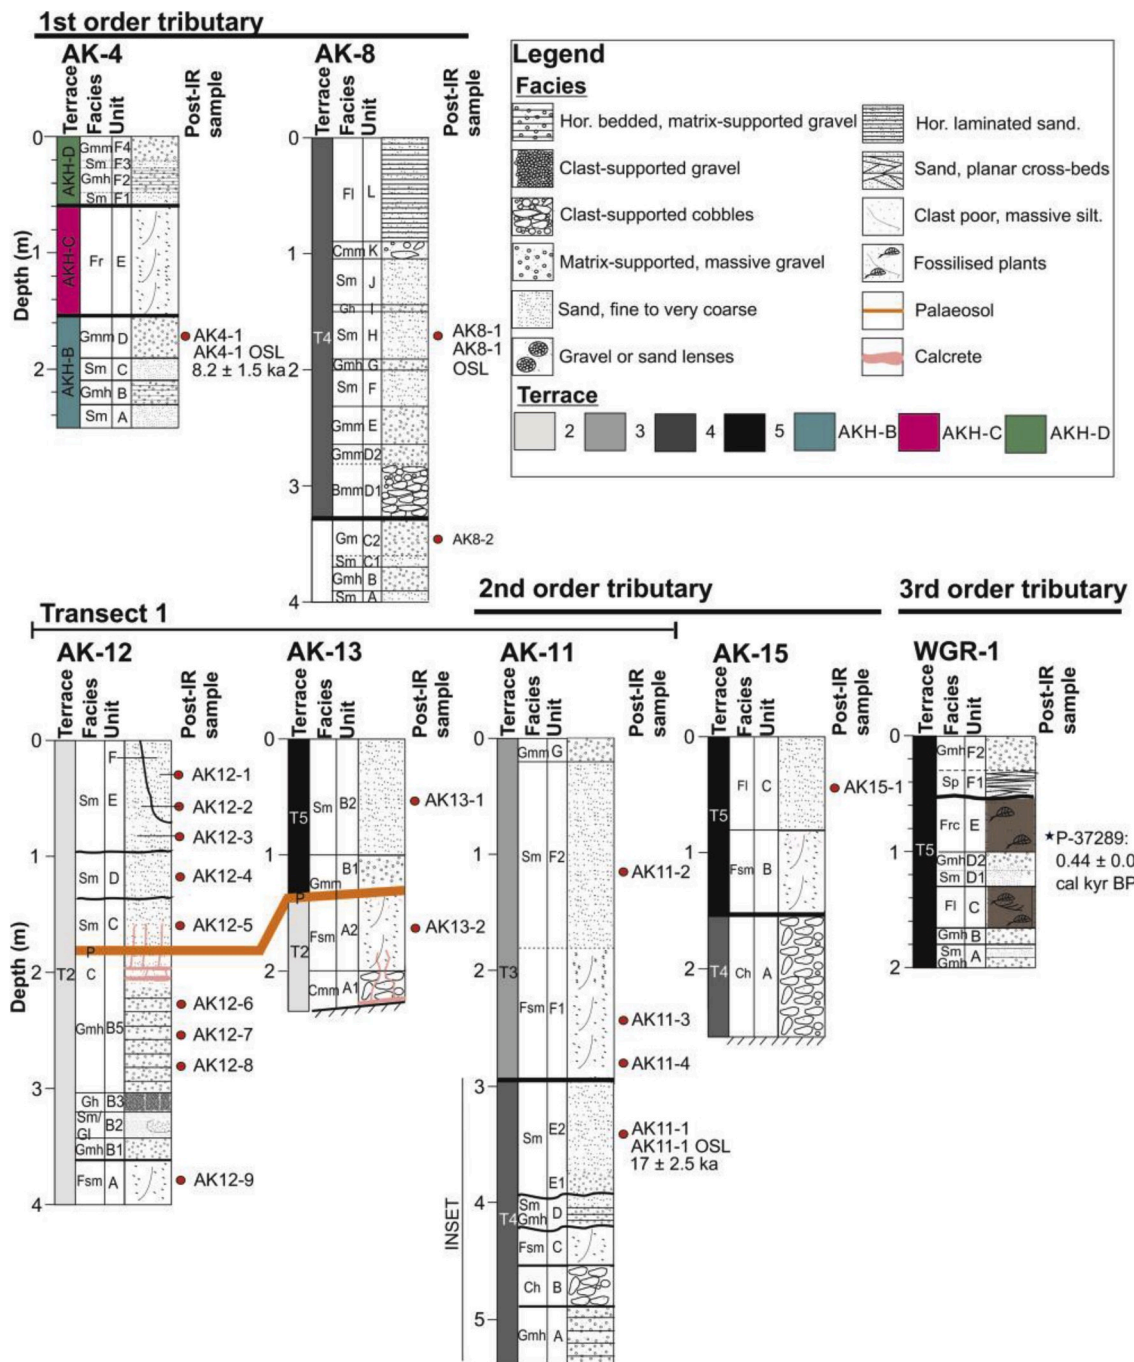 1st order tributary
AK-4
Terrace
Facies
Unit
Post-IR sample
Depth (m)
0
1
2
AKH-D
AKH-C
AKH-B
Gmm F4
Sm F3
Gmh F2
Sm F1
Fr E
Gmm D
Sm C
Gmh B
Sm A
AK4-1
AK4-1 OSL
8.2 ± 1.5 ka
AK-8
Terrace
Facies
Unit
Post-IR sample
0
1
2
3
4
T4
Fl L
Cmm K
Sm J
Gh I
Sm H
Gmh G
Sm F
Gmm E
Gmm D2
Bmm D1
Gm C2
Sm C1
Gmh B
Sm A
AK8-1
AK8-1
OSL
AK8-2
Legend
Facies
Hor. bedded, matrix-supported gravel
Clast-supported gravel
Clast-supported cobbles
Matrix-supported, massive gravel
Sand, fine to very coarse
Gravel or sand lenses
Hor. laminated sand.
Sand, planar cross-beds
Clast poor, massive silt.
Fossilised plants
Palaeosol
Calcrete
Terrace
2 3 4 5 AKH-B AKH-C AKH-D
Transect 1
2nd order tributary
3rd order tributary
AK-12
Terrace
Facies
Unit
Post-IR sample
Depth (m)
0
1
2
3
4
T2
F
Sm E
Sm D
Sm C
P
C
Gmh B5
Gh B3
Sm/
Gl B2
Gmh B1
Fsm A
AK12-1
AK12-2
AK12-3
AK12-4
AK12-5
AK12-6
AK12-7
AK12-8
AK12-9
AK-13
Terrace
Facies
Unit
Post-IR sample
0
1
2
T5
P
T2
Sm B2
B1
Gmm
Fsm A2
Cmm A1
AK13-1
AK13-2
AK-11
Terrace
Facies
Unit
Post-IR sample
0
1
2
3
4
5
INSET
T3
T4
Gmm G
Sm F2
Fsm F1
Sm E2
E1
Sm
Gmh D
Fsm C
Ch B
Gmh A
AK11-2
AK11-3
AK11-4
AK11-1
AK11-1 OSL
17 ± 2.5 ka
AK-15
Terrace
Facies
Unit
Post-IR sample
0
1
2
T5
T4
Fl C
Fsm B
Ch A
AK15-1
WGR-1
Terrace
Facies
Unit
Post-IR sample
0
1
2
T5
Gmh F2
Sp F1
Frc E
Gmh D2
Sm D1
Fl C
Gmh B
Sm
Gmh A
★P-37289:
0.44 ± 0.0
cal kyr BP